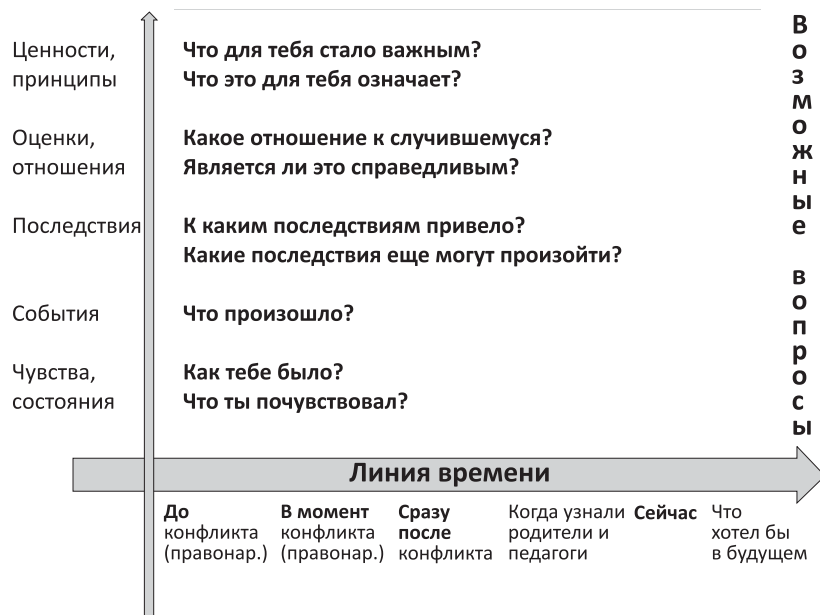 Ценности,
принципы
Что для тебя стало важным?
Что это для тебя означает?
Оценки,
отношения
Какое отношение к случившемуся?
Является ли это справедливым?
Последствия
К каким последствиям привело?
Какие последствия еще могут произойти?
События
Что произошло?
Чувства,
состояния
Как тебе было?
Что ты почувствовал?
Возможные вопросы
Линия времени
До
конфликта
(правонар.)
В момент
конфликта
(правонар.)
Сразу
после
конфликта
Когда узнали
родители и
педагоги
Сейчас
Что
хотел бы
в будущем